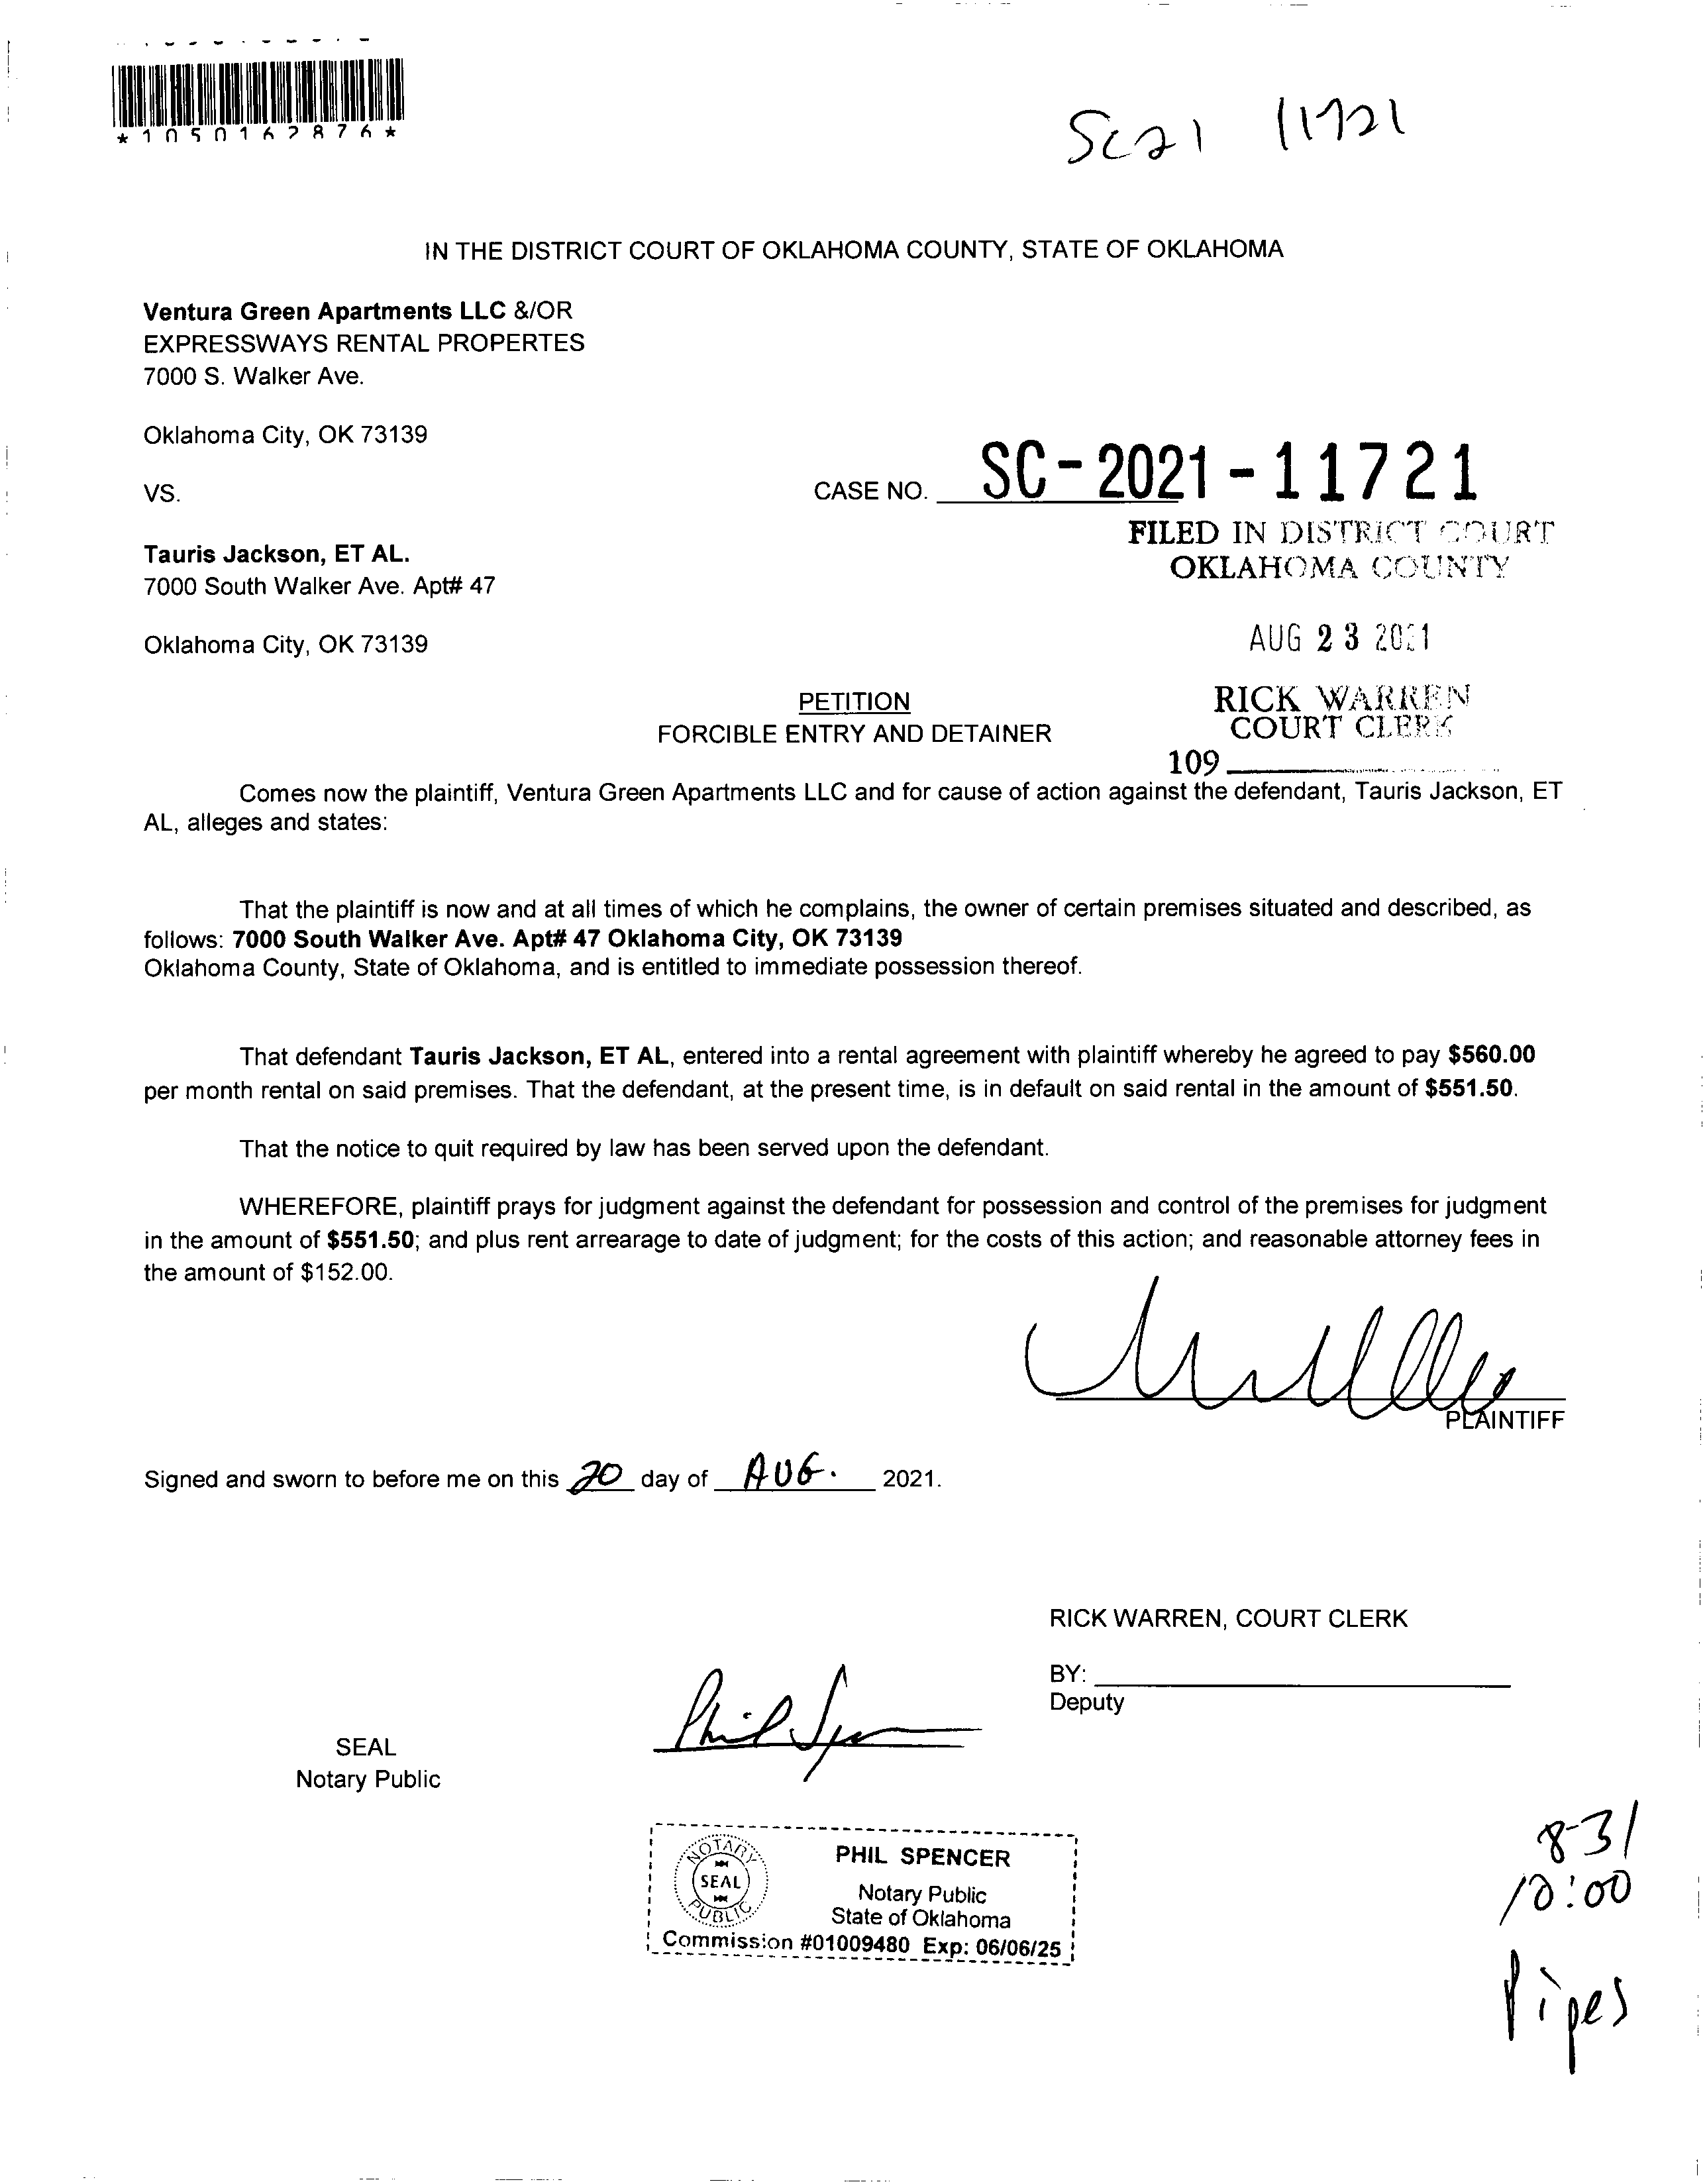 *1050162876*
SC21 11721
IN THE DISTRICT COURT OF OKLAHOMA COUNTY, STATE OF OKLAHOMA
Ventura Green Apartments LLC &/OR
EXPRESSWAYS RENTAL PROPERTES
7000 S. Walker Ave.
Oklahoma City, OK 73139
VS.
CASE NO. SC-2021-11721
FILED IN DISTRICT COURT
OKLAHOMA COUNTY
Tauris Jackson, ET AL.
7000 South Walker Ave. Apt# 47
Oklahoma City, OK 73139
AUG 23 2021
RICK WARREN
COURT CLERK
109
PETITION
FORCIBLE ENTRY AND DETAINER
Comes now the plaintiff, Ventura Green Apartments LLC and for cause of action against the defendant, Tauris Jackson, ET
AL, alleges and states:
That the plaintiff is now and at all times of which he complains, the owner of certain premises situated and described, as
follows: 7000 South Walker Ave. Apt# 47 Oklahoma City, OK 73139
Oklahoma County, State of Oklahoma, and is entitled to immediate possession thereof.
That defendant Tauris Jackson, ET AL, entered into a rental agreement with plaintiff whereby he agreed to pay $560.00
per month rental on said premises. That the defendant, at the present time, is in default on said rental in the amount of $551.50.
That the notice to quit required by law has been served upon the defendant.
WHEREFORE, plaintiff prays for judgment against the defendant for possession and control of the premises for judgment
in the amount of $551.50; and plus rent arrearage to date of judgment; for the costs of this action; and reasonable attorney fees in
the amount of $152.00.
PLAINTIFF
Signed and sworn to before me on this 20 day of AUG. 2021.
RICK WARREN, COURT CLERK
BY:
Deputy
SEAL
Notary Public
NOTARY
SEAL
PUBLIC
PHIL SPENCER
Notary Public
State of Oklahoma
Commission #01009480 Exp: 06/06/25
8-31
10:00
Pipes